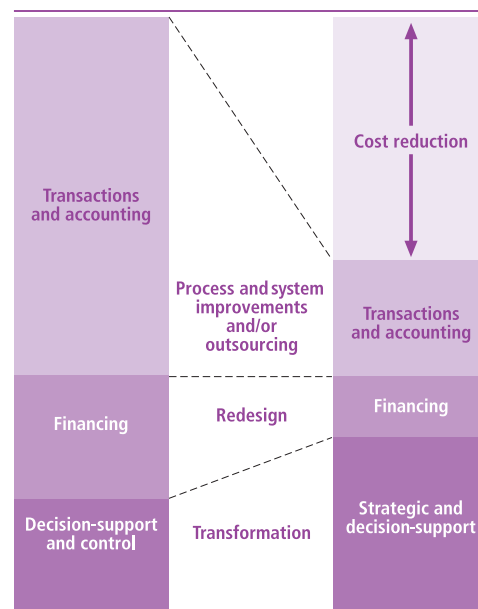 Cost reduction
Transactions
and accounting
Process and system
improvements
and/or
outsourcing
Transactions
and accounting
Financing
Redesign
Financing
Decision-support
and control
Transformation
Strategic and
decision-support